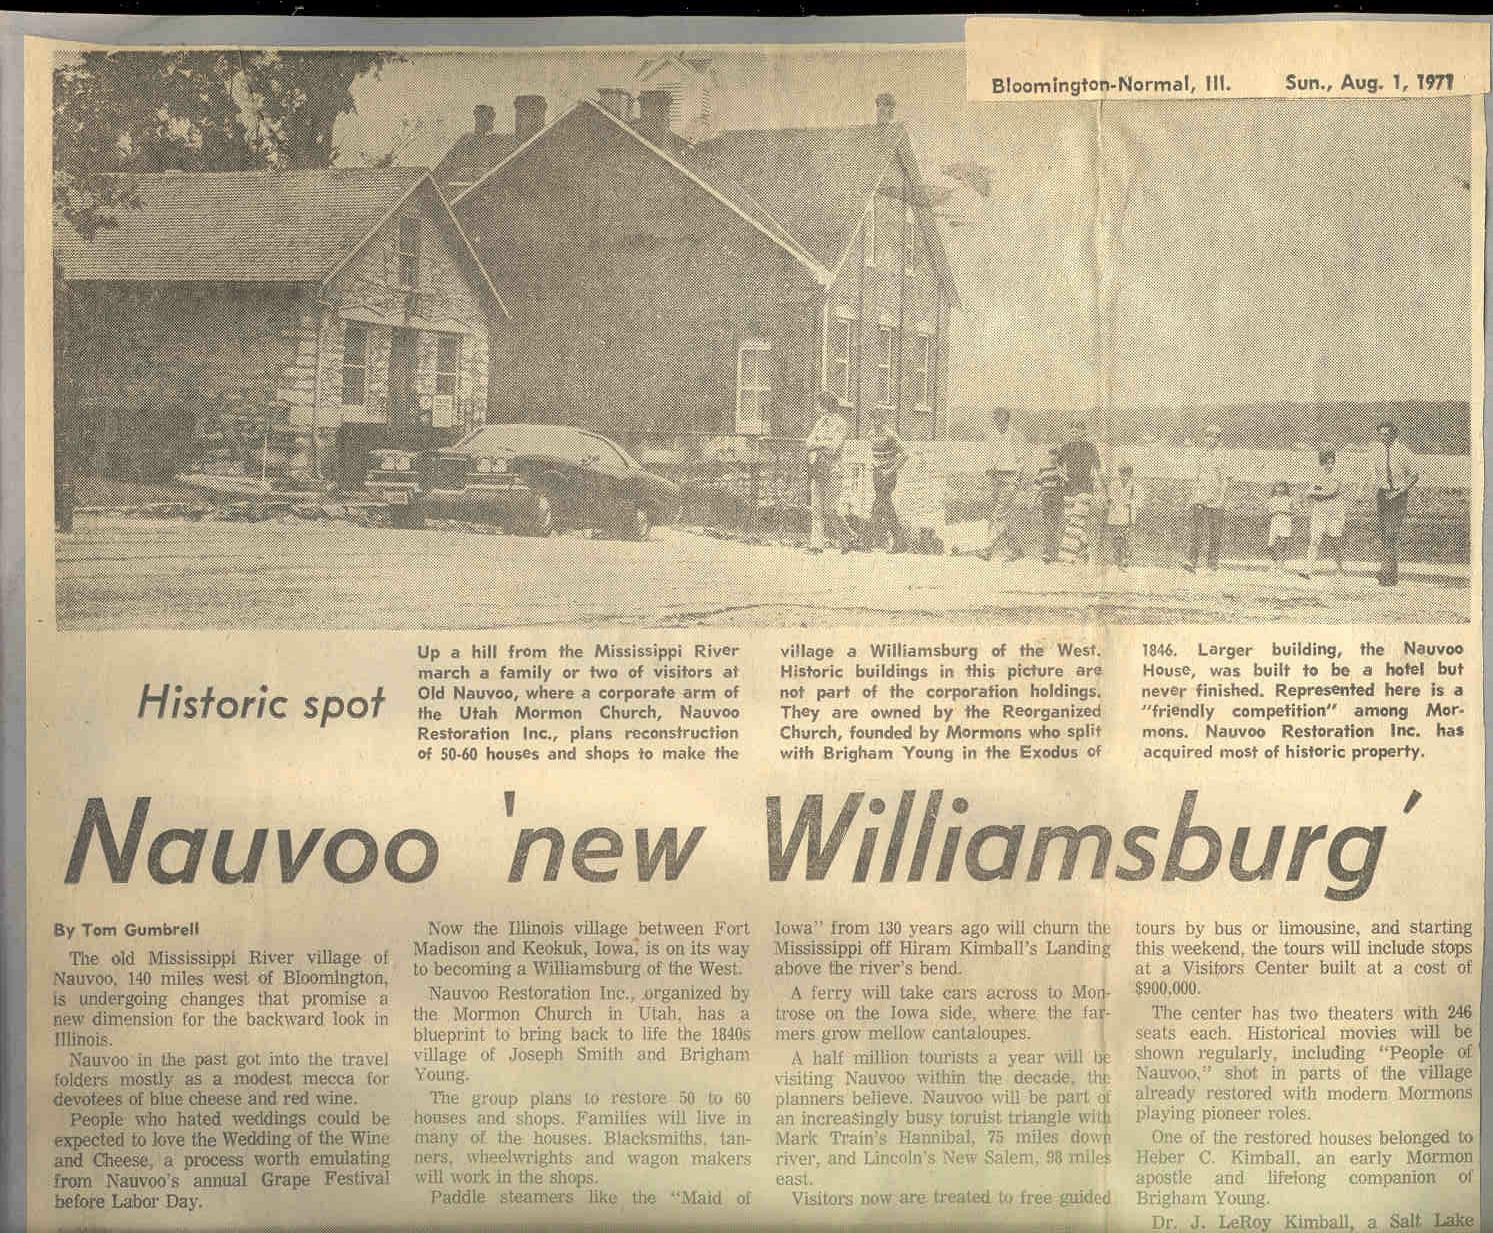 Bloomington-Normal, Ill. Sun., Aug. 1, 1971
Historic spot
Up a hill from the Mississippi River
march a family or two of visitors at
Old Nauvoo, where a corporate arm of
the Utah Mormon Church, Nauvoo
Restoration Inc., plans reconstruction
of 50-60 houses and shops to make the
village a Williamsburg of the West.
Historic buildings in this picture are
not part of the corporation holdings.
They are owned by the Reorganized
Church, founded by Mormons who split
with Brigham Young in the Exodus of
1846. Larger building, the Nauvoo
House, was built to be a hotel but
never finished. Represented here is a
"friendly competition" among Mor-
mons. Nauvoo Restoration Inc. has
acquired most of historic property.
Nauvoo 'new Williamsburg'
By Tom Gumbrell
The old Mississippi River village of
Nauvoo, 140 miles west of Bloomington,
is undergoing changes that promise a
new dimension for the backward look in
Illinois.
Nauvoo in the past got into the travel
folders mostly as a modest mecca for
devotees of blue cheese and red wine.
People who hated weddings could be
expected to love the Wedding of the Wine
and Cheese, a process worth emulating
from Nauvoo's annual Grape Festival
before Labor Day.
Now the Illinois village between Fort
Madison and Keokuk, Iowa, is on its way
to becoming a Williamsburg of the West.
Nauvoo Restoration Inc., organized by
the Mormon Church in Utah, has a
blueprint to bring back to life the 1840s
village of Joseph Smith and Brigham
Young.
The group plans to restore 50 to 60
houses and shops. Families will live in
many of the houses. Blacksmiths, tan-
ners, wheelwrights and wagon makers
will work in the shops.
Paddle steamers like the "Maid of
Iowa" from 130 years ago will churn the
Mississippi off Hiram Kimball's Landing
above the river's bend.
A ferry will take cars across to Mon-
trose on the Iowa side, where the far-
mers grow mellow cantaloupes.
A half million tourists a year will be
visiting Nauvoo within the decade, the
planners believe. Nauvoo will be part of
an increasingly busy toruist triangle with
Mark Train's Hannibal, 75 miles down
river, and Lincoln's New Salem, 98 miles
east.
Visitors now are treated to free guided
tours by bus or limousine, and starting
this weekend, the tours will include stops
at a Visitors Center built at a cost of
$900,000.
The center has two theaters with 246
seats each. Historical movies will be
shown regularly, including "People of
Nauvoo," shot in parts of the village
already restored with modern Mormons
playing pioneer roles.
One of the restored houses belonged to
Heber C. Kimball, an early Mormon
apostle and lifelong companion of
Brigham Young.
Dr. J. LeRoy Kimball, a Salt Lake